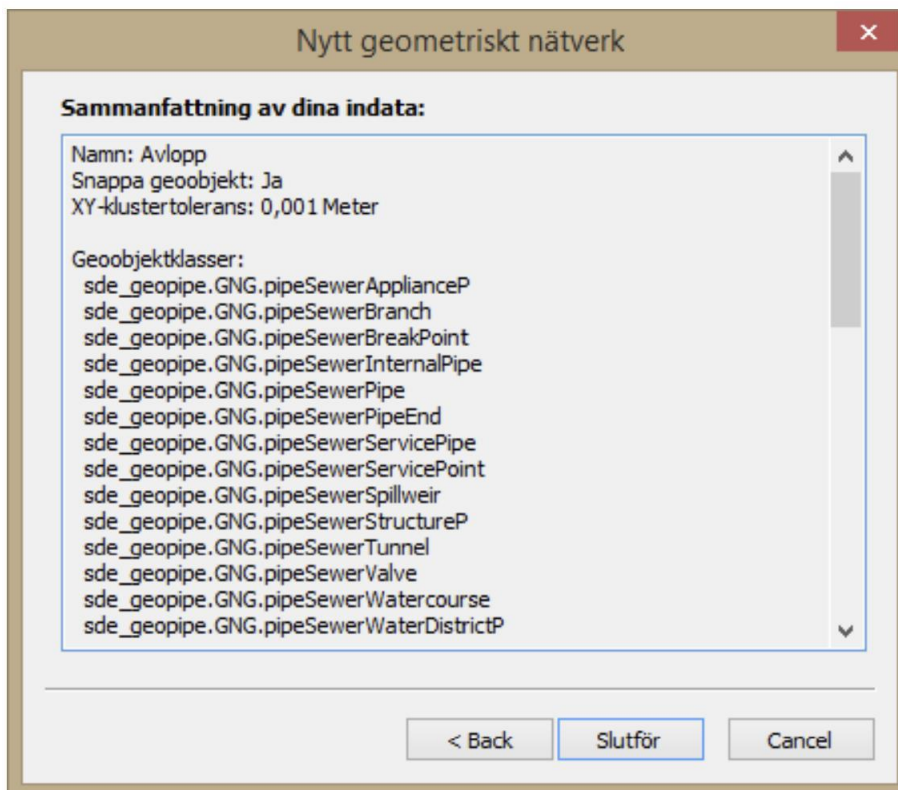 Nytt geometriskt nätverk
Sammanfattning av dina indata:
Namn: Avlopp
Snappa geoobjekt: Ja
XY-klustertolerans: 0,001 Meter
Geoobjektklasser:
sde_geopipe.GNG.pipeSewerApplianceP
sde_geopipe.GNG.pipeSewerBranch
sde_geopipe.GNG.pipeSewerBreakPoint
sde_geopipe.GNG.pipeSewerInternalPipe
sde_geopipe.GNG.pipeSewerPipe
sde_geopipe.GNG.pipeSewerPipeEnd
sde_geopipe.GNG.pipeSewerServicePipe
sde_geopipe.GNG.pipeSewerServicePoint
sde_geopipe.GNG.pipeSewerSpillweir
sde_geopipe.GNG.pipeSewerStructureP
sde_geopipe.GNG.pipeSewerTunnel
sde_geopipe.GNG.pipeSewerValve
sde_geopipe.GNG.pipeSewerWatercourse
sde_geopipe.GNG.pipeSewerWaterDistrictP
< Back Slutför Cancel